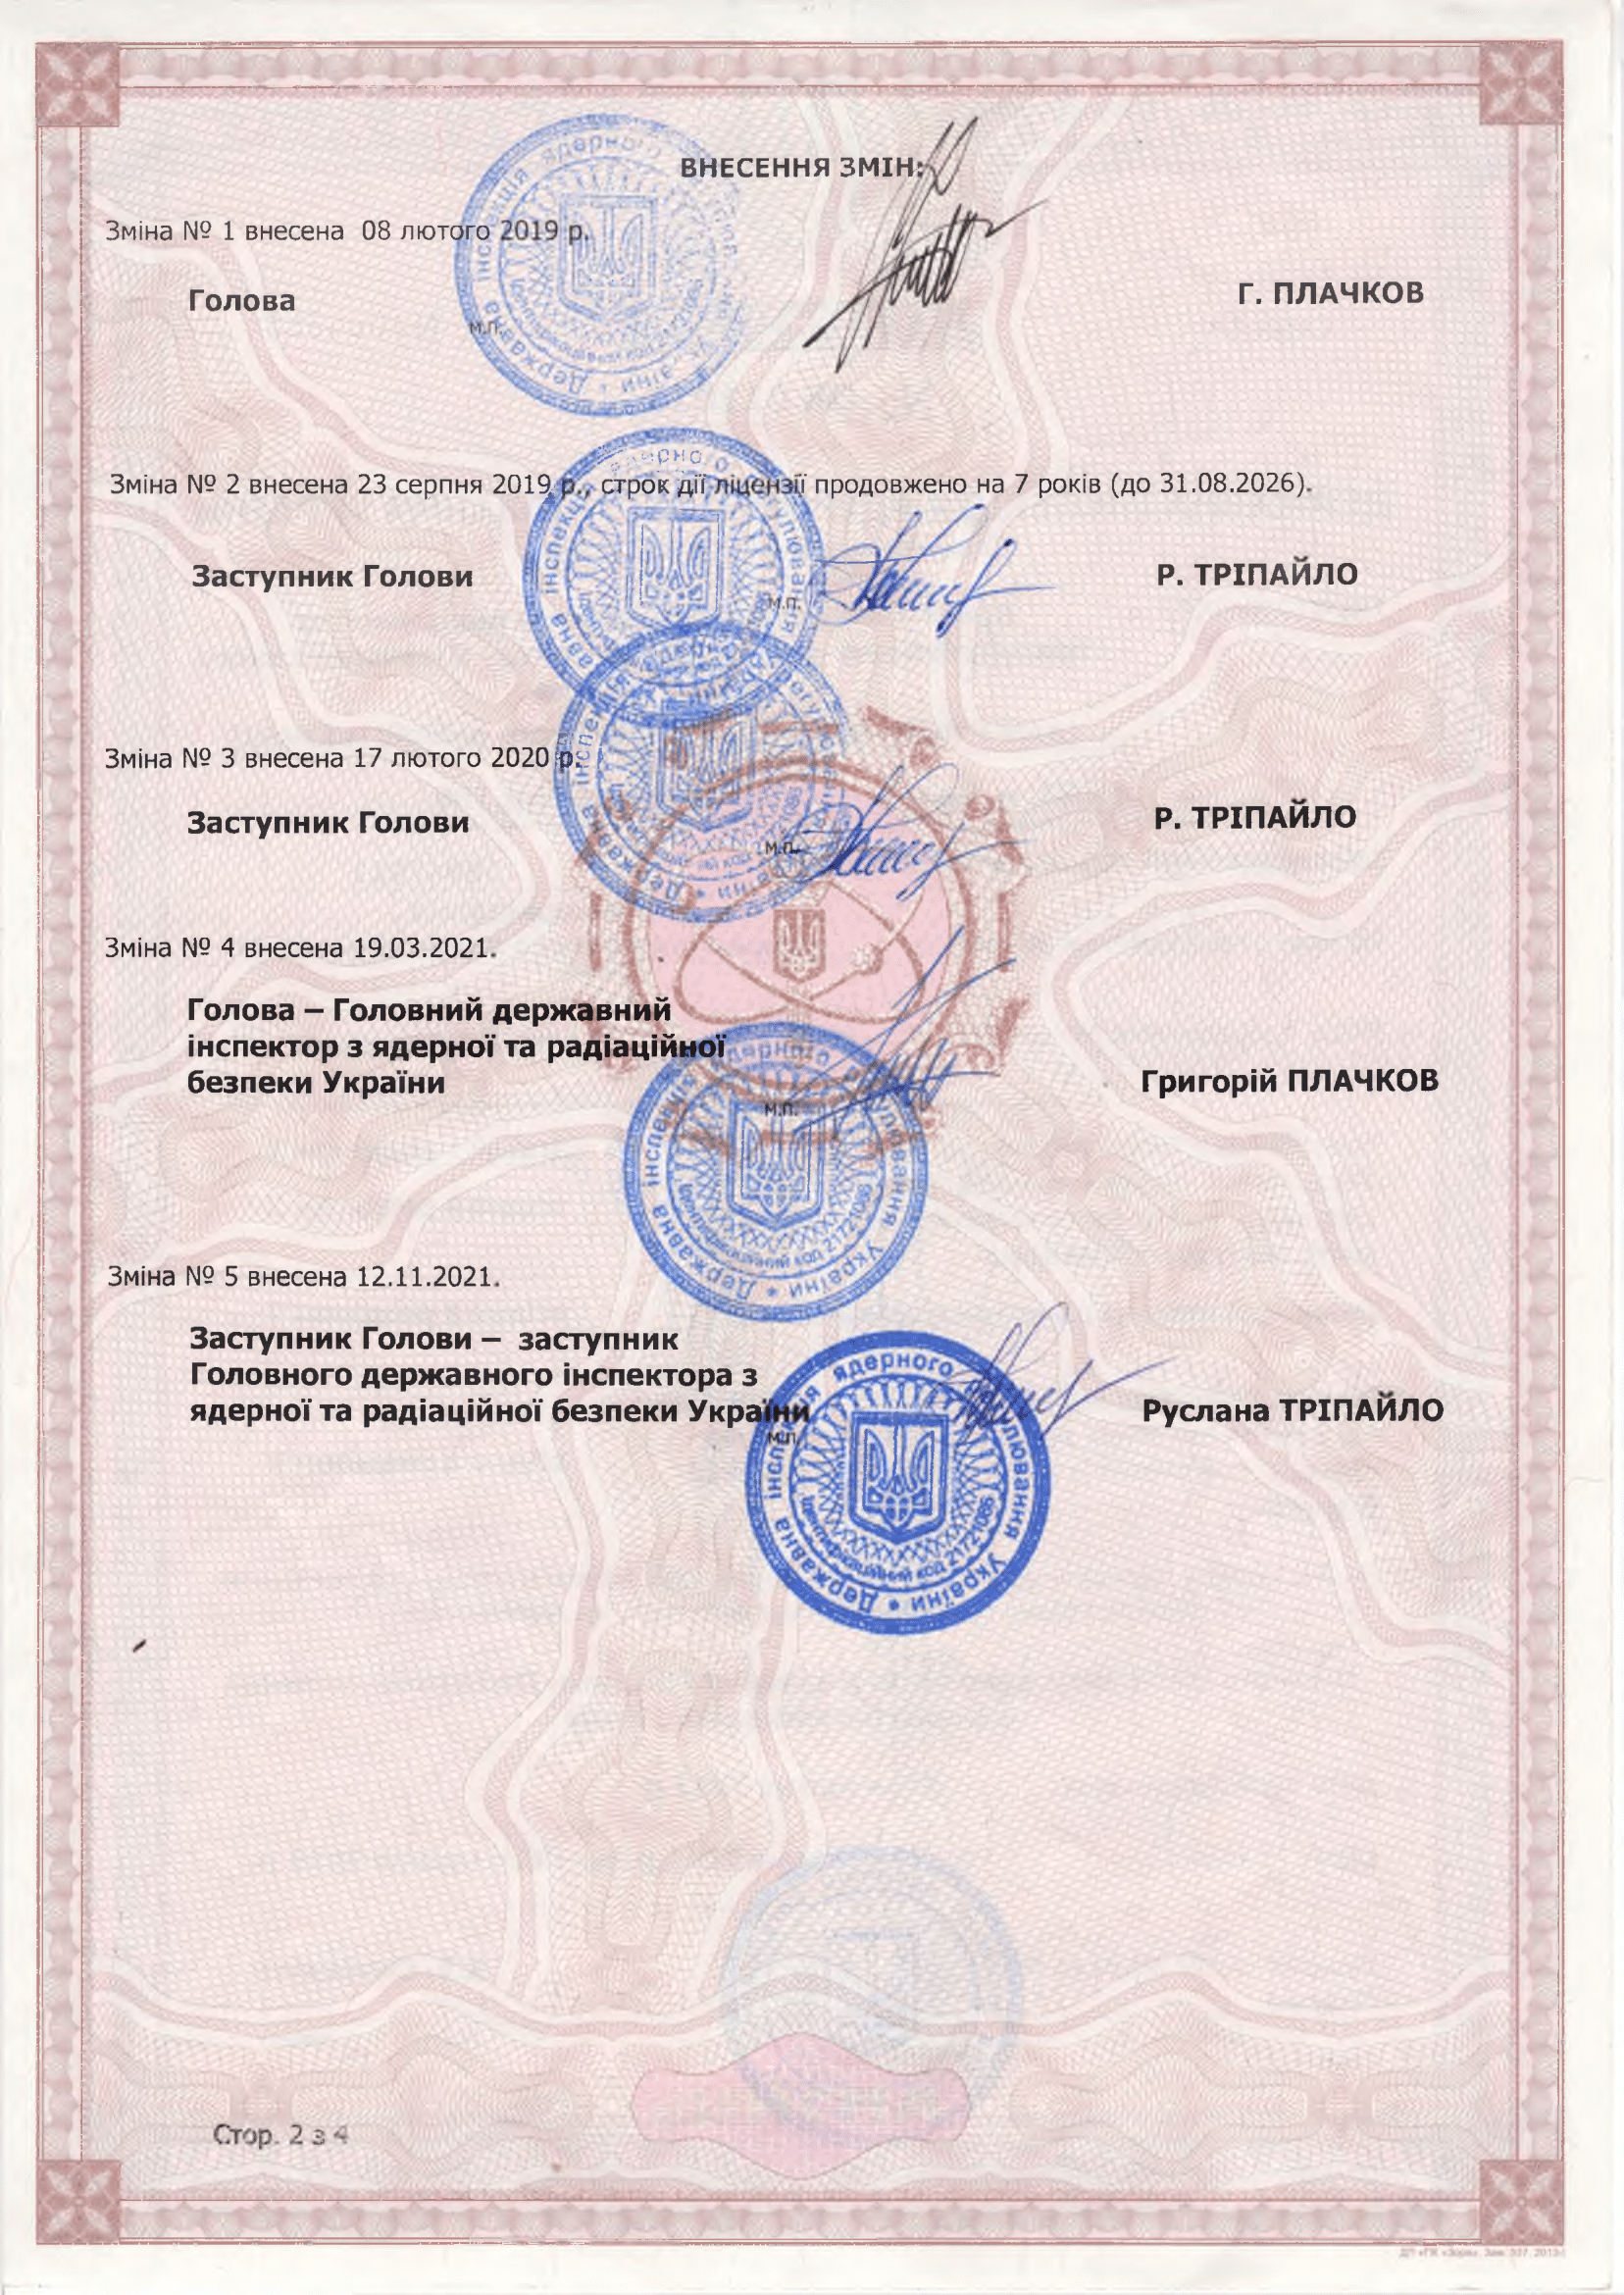 ВНЕСЕННЯ ЗМІН:
Зміна № 1 внесена 08 лютого 2019 р.
Голова
Г. ПЛАЧКОВ
М.П.
Зміна № 2 внесена 23 серпня 2019 р., строк дії ліцензії продовжено на 7 років (до 31.08.2026).
Заступник Голови
Р. ТРІПАЙЛО
М.П.
Зміна № 3 внесена 17 лютого 2020 р.
Заступник Голови
Р. ТРІПАЙЛО
М.П.
Зміна № 4 внесена 19.03.2021.
Голова – Головний державний
інспектор з ядерної та радіаційної
безпеки України
Григорій ПЛАЧКОВ
М.П.
Зміна № 5 внесена 12.11.2021.
Заступник Голови – заступник
Головного державного інспектора з
ядерної та радіаційної безпеки України
Руслана ТРІПАЙЛО
М.П.
Державна інспекція ядерного регулювання України
Ідентифікаційний код 21721086
Стор. 2 з 4